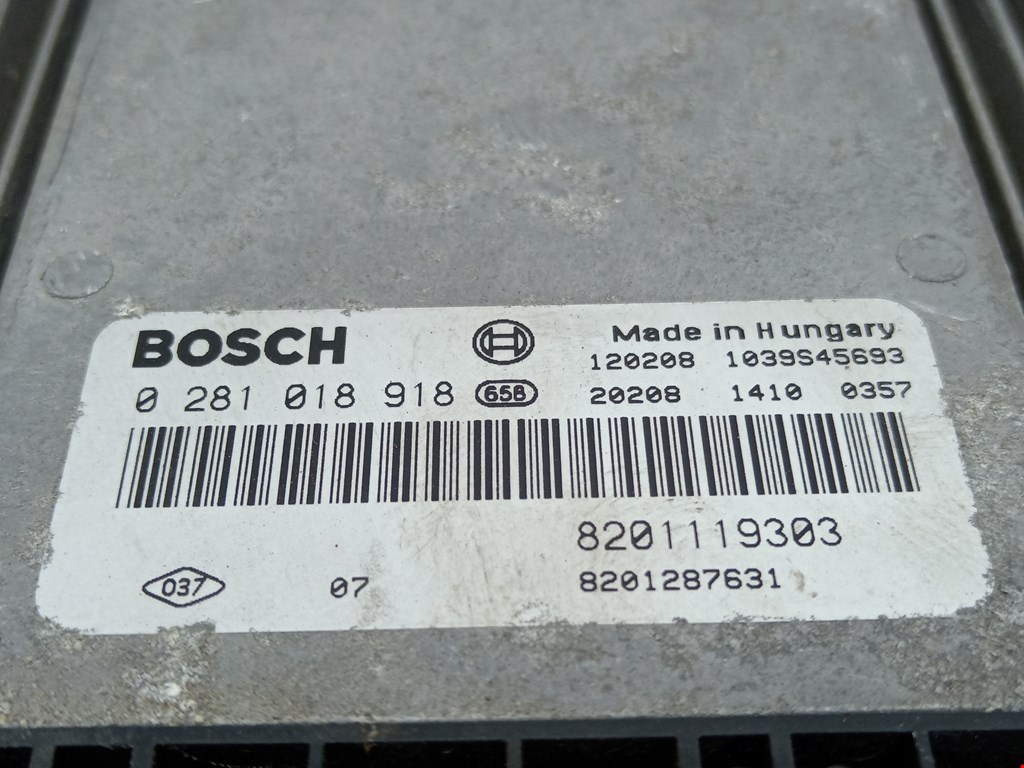 BOSCH
Made in Hungary
120208 1039S45693
0 281 018 918 658
20208 1410 0357
8201119303
037 07 8201287631